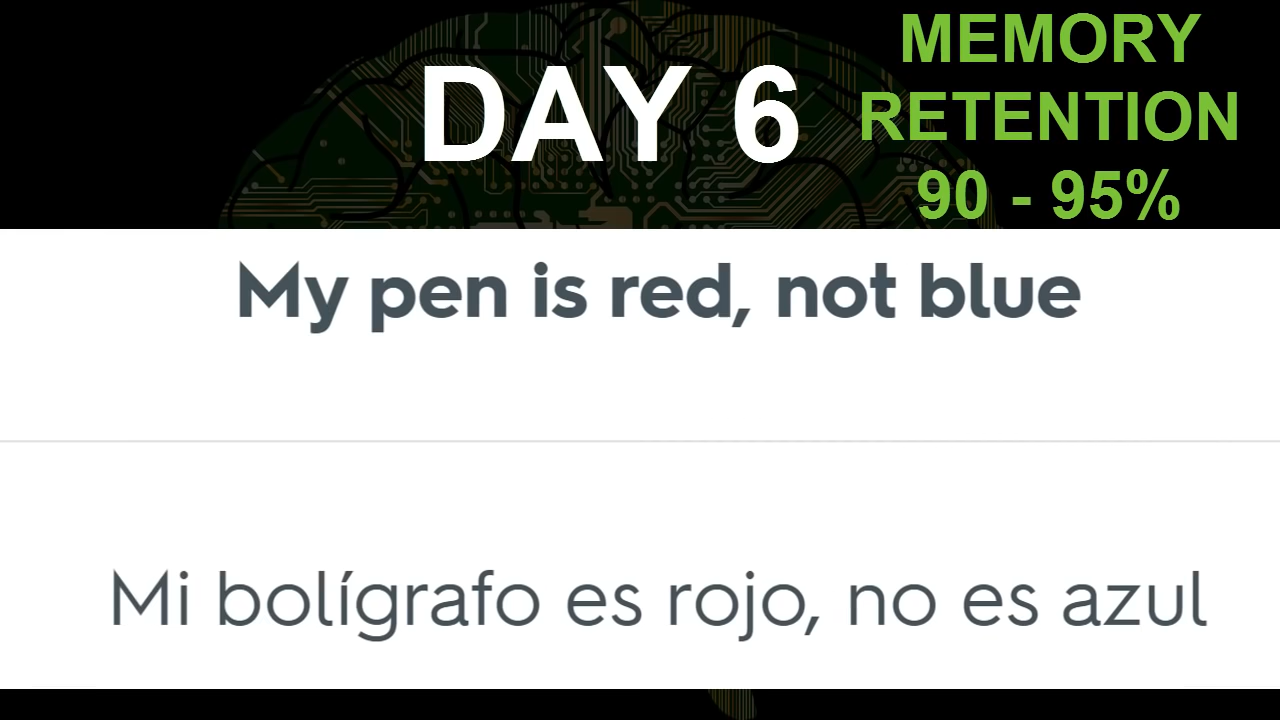 DAY 6
MEMORY
RETENTION
90 - 95%
My pen is red, not blue
Mi bolígrafo es rojo, no es azul